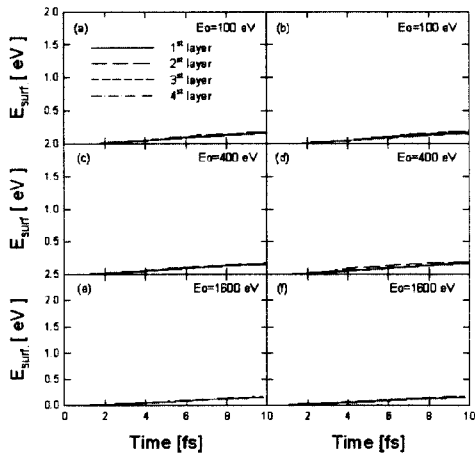 (a) Eo=100 eV
1st layer
2st layer
3st layer
4st layer
(b) Eo=100 eV
Esurf. [ eV ]
2.0
1.5
1.0
0.5
2.0
(c) Eo=400 eV
(d) Eo=400 eV
Esurf. [ eV ]
1.5
1.0
0.5
2.5
(e) Eo=1600 eV
(f) Eo=1600 eV
Esurf. [ eV ]
2.0
1.5
1.0
0.5
0.0
0 2 4 6 8 10
2 4 6 8 10
Time [fs]
Time [fs]